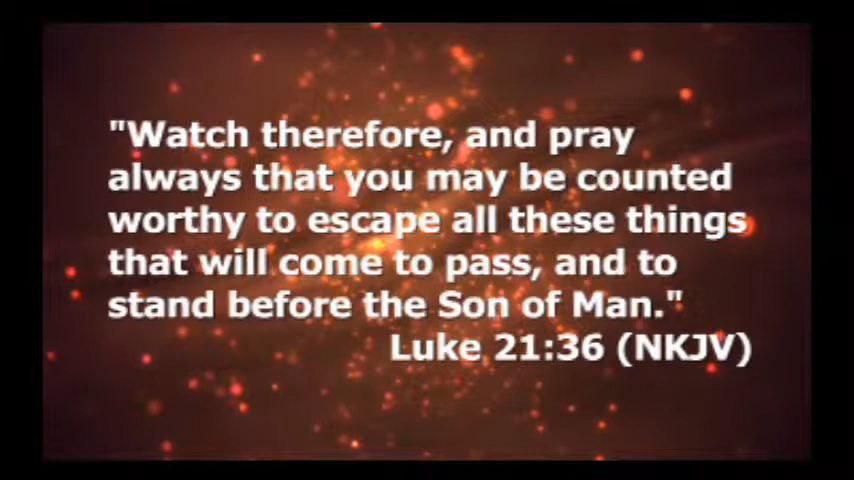 "Watch therefore, and pray
always that you may be counted
worthy to escape all these things
that will come to pass, and to
stand before the Son of Man."
Luke 21:36 (NKJV)